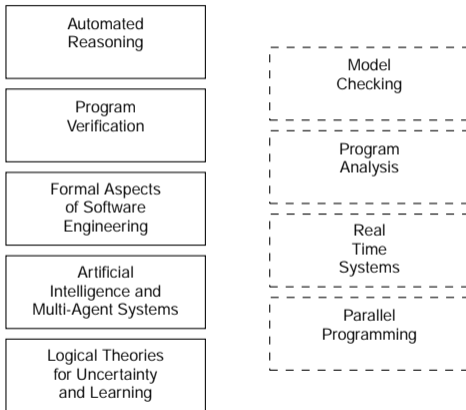 Automated
Reasoning
Program
Verification
Formal Aspects
of Software
Engineering
Artificial
Intelligence and
Multi-Agent Systems
Logical Theories
for Uncertainty
and Learning
Model
Checking
Program
Analysis
Real
Time
Systems
Parallel
Programming